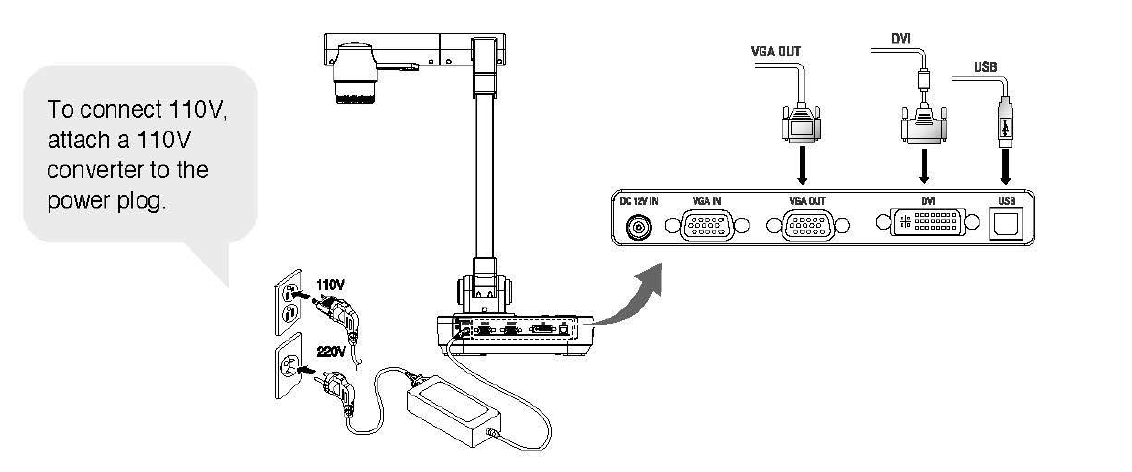 To connect 110V,
attach a 110V
converter to the
power plog.
110V
220V
VGA OUT
DVI
USB
DC 12V IN
VGA IN
VGA OUT
DVI
USB